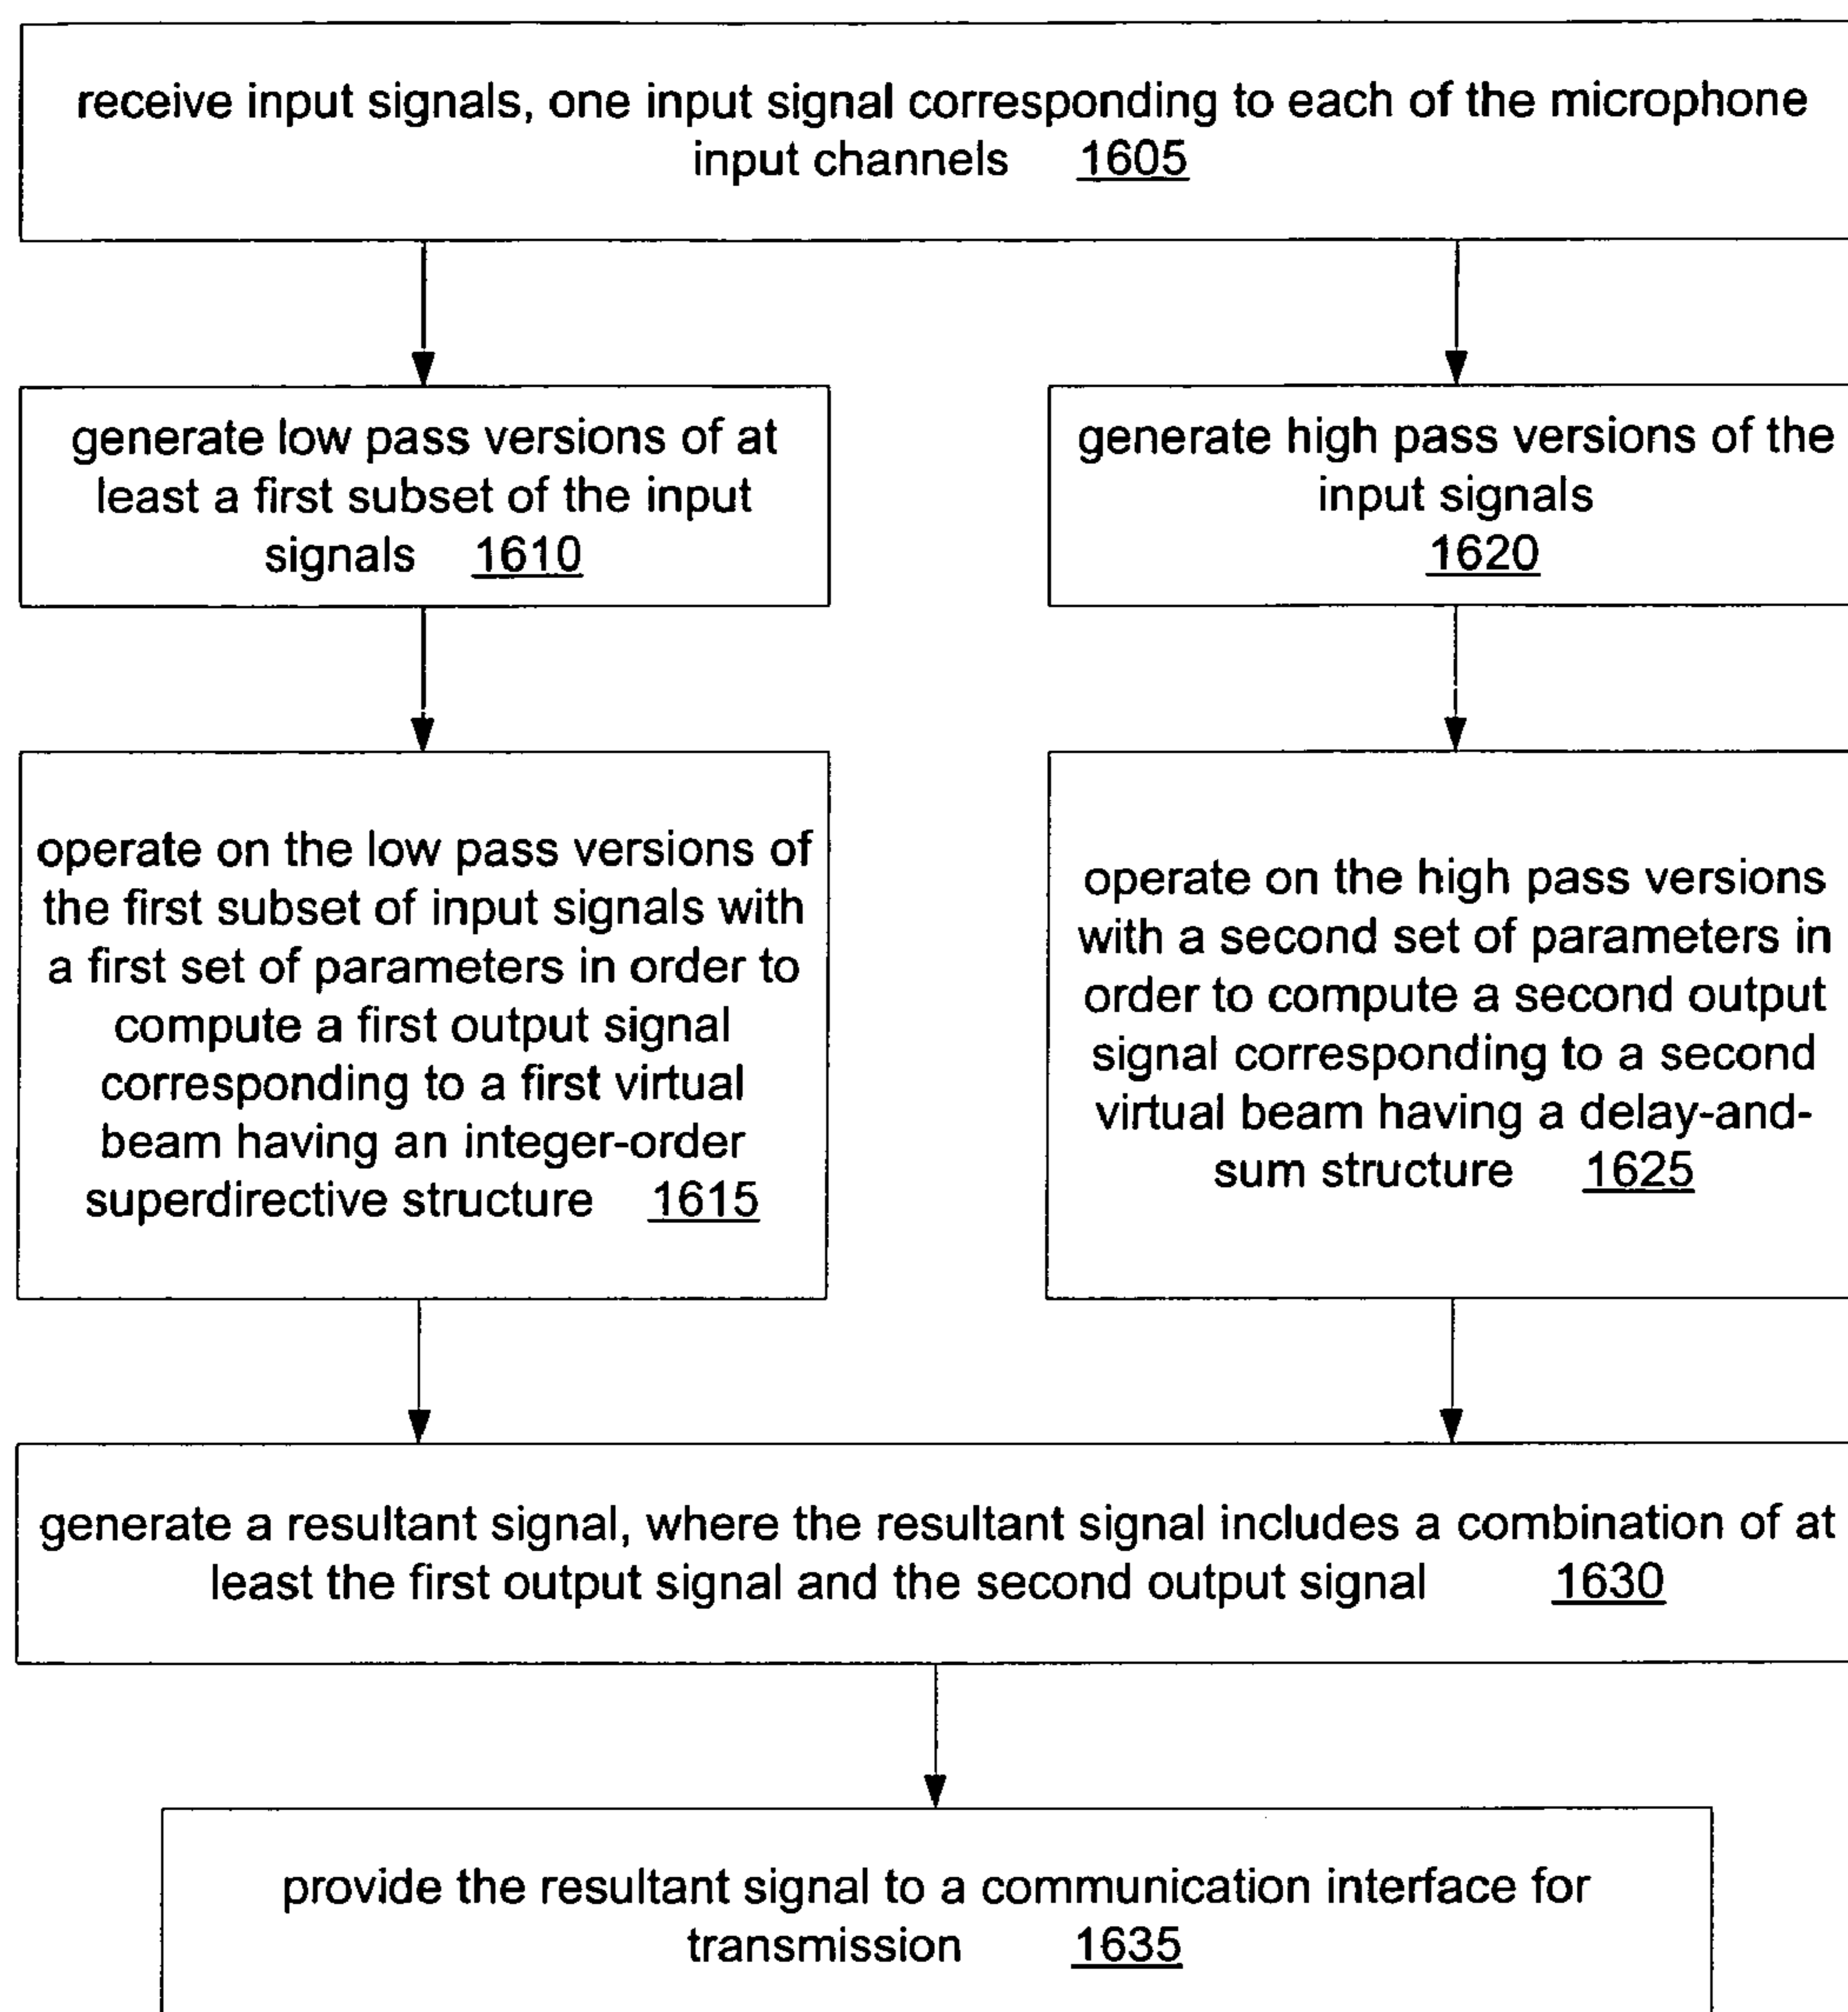 receive input signals, one input signal corresponding to each of the microphone
input channels 1605
generate low pass versions of at
least a first subset of the input
signals 1610
generate high pass versions of the
input signals
1620
operate on the low pass versions of
the first subset of input signals with
a first set of parameters in order to
compute a first output signal
corresponding to a first virtual
beam having an integer-order
superdirective structure 1615
operate on the high pass versions
with a second set of parameters in
order to compute a second output
signal corresponding to a second
virtual beam having a delay-and-
sum structure 1625
generate a resultant signal, where the resultant signal includes a combination of at
least the first output signal and the second output signal 1630
provide the resultant signal to a communication interface for
transmission 1635